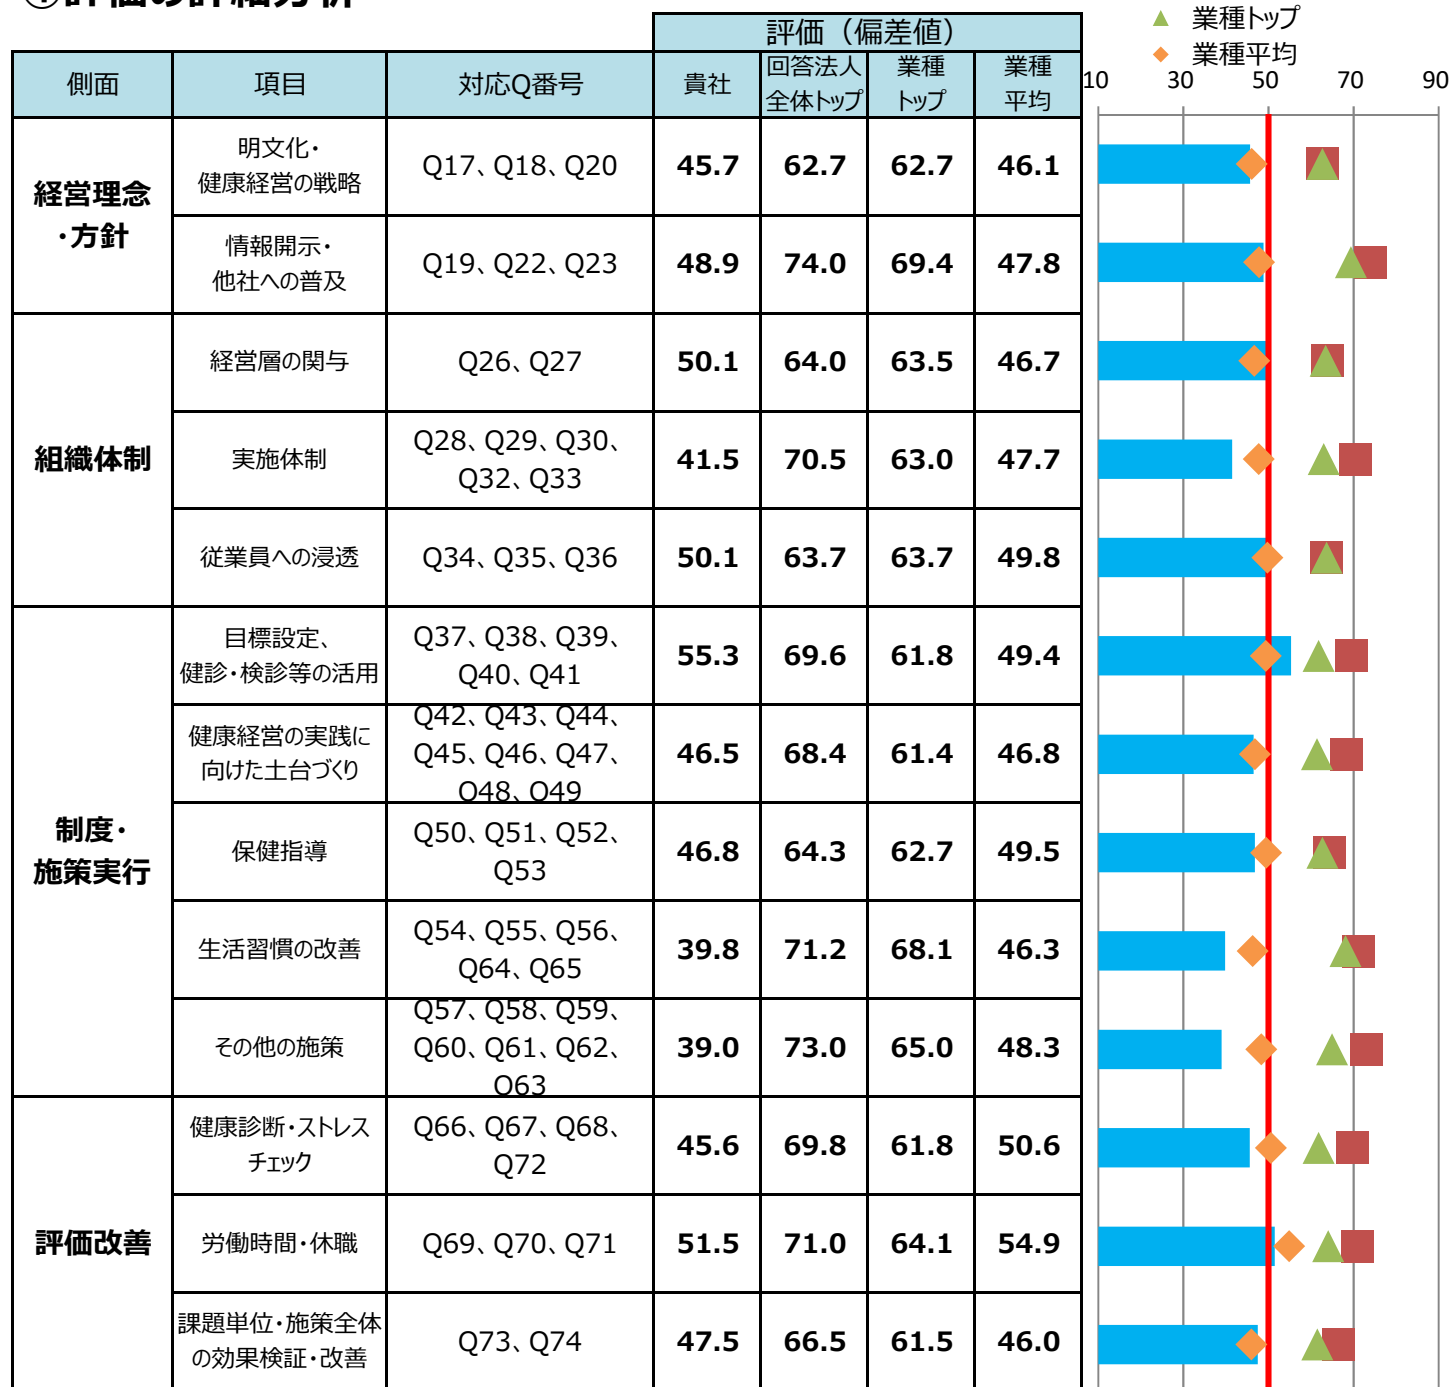 ①評価の詳細分析
▲ 業種トップ
◆ 業種平均
評価（偏差値）
側面 項目 対応Q番号 貴社 回答法人全体トップ 業種トップ 業種平均
10 30 50 70 90
経営理念・方針
明文化・
健康経営の戦略
Q17、Q18、Q20
45.7 62.7 62.7 46.1
情報開示・
他社への普及
Q19、Q22、Q23
48.9 74.0 69.4 47.8
組織体制
経営層の関与
Q26、Q27
50.1 64.0 63.5 46.7
実施体制
Q28、Q29、Q30、
Q32、Q33
41.5 70.5 63.0 47.7
従業員への浸透
Q34、Q35、Q36
50.1 63.7 63.7 49.8
制度・
施策実行
目標設定、
健診・検診等の活用
Q37、Q38、Q39、
Q40、Q41
55.3 69.6 61.8 49.4
健康経営の実践に
向けた土台づくり
Q42、Q43、Q44、
Q45、Q46、Q47、
Q48、Q49
46.5 68.4 61.4 46.8
保健指導
Q50、Q51、Q52、
Q53
46.8 64.3 62.7 49.5
生活習慣の改善
Q54、Q55、Q56、
Q64、Q65
39.8 71.2 68.1 46.3
その他の施策
Q57、Q58、Q59、
Q60、Q61、Q62、
Q63
39.0 73.0 65.0 48.3
評価改善
健康診断・ストレス
チェック
Q66、Q67、Q68、
Q72
45.6 69.8 61.8 50.6
労働時間・休職
Q69、Q70、Q71
51.5 71.0 64.1 54.9
課題単位・施策全体
の効果検証・改善
Q73、Q74
47.5 66.5 61.5 46.0